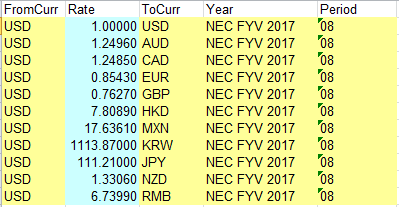 FromCurr Rate ToCurr Year Period
USD 1.00000 USD NEC FYV 2017 08
USD 1.24960 AUD NEC FYV 2017 08
USD 1.24850 CAD NEC FYV 2017 08
USD 0.85430 EUR NEC FYV 2017 08
USD 0.76270 GBP NEC FYV 2017 08
USD 7.80890 HKD NEC FYV 2017 08
USD 17.63610 MXN NEC FYV 2017 08
USD 1113.87000 KRW NEC FYV 2017 08
USD 111.21000 JPY NEC FYV 2017 08
USD 1.33060 NZD NEC FYV 2017 08
USD 6.73990 RMB NEC FYV 2017 08